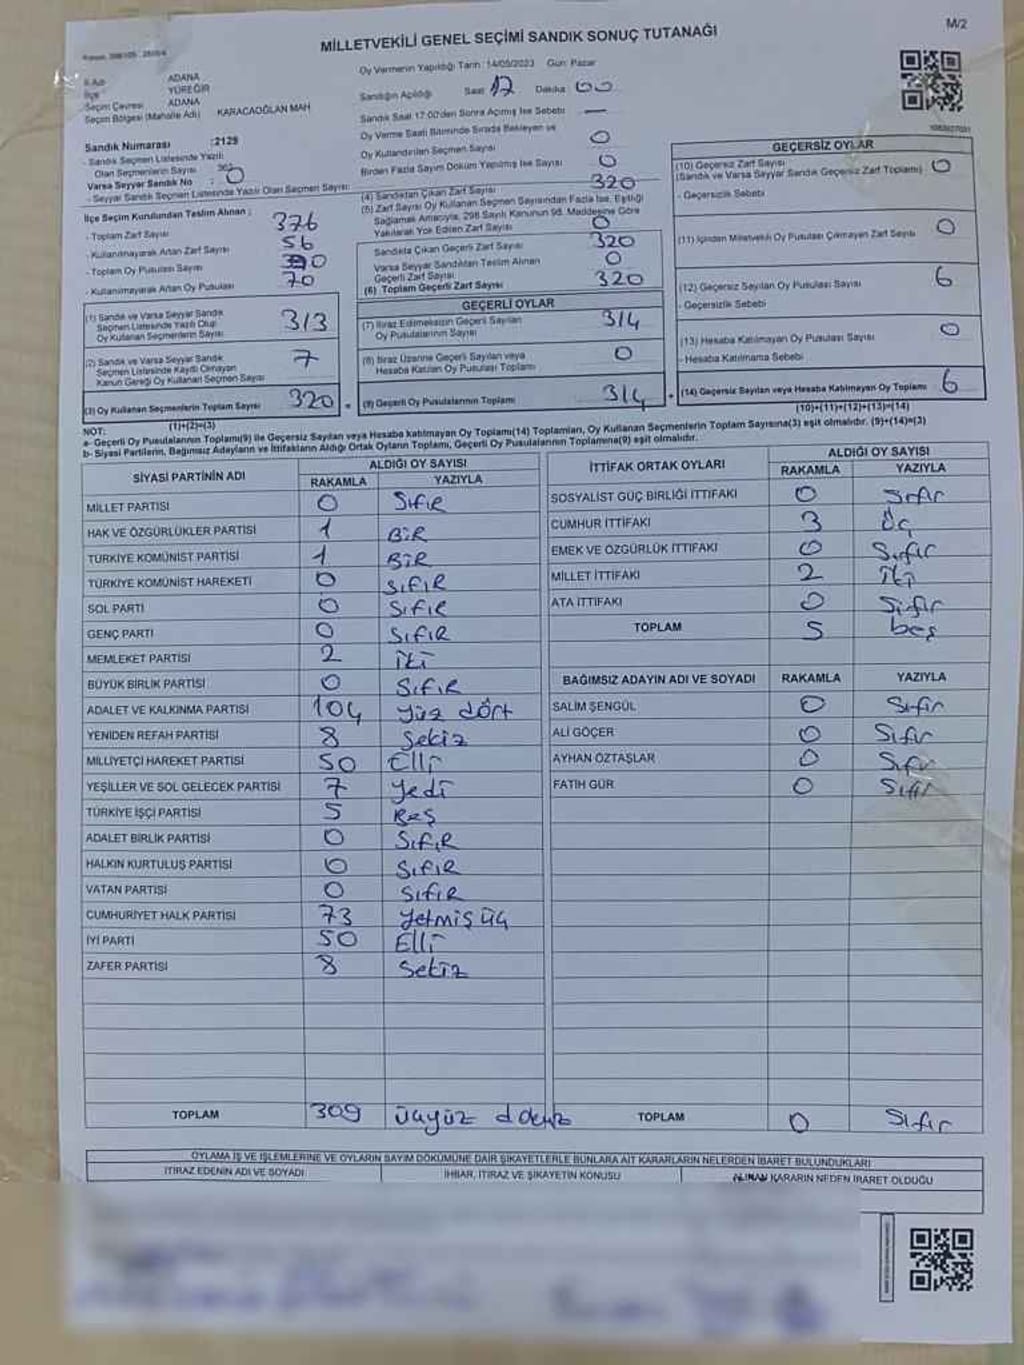 MİLLETVEKİLİ GENEL SEÇİMİ SANDIK SONUÇ TUTANAĞI
M/2
İl Adı ADANA
İlçe YÜREĞİR
Seçim Çevresi ADANA
Seçim Bölgesi (Mahalle Adı) KARACAOĞLAN MAH
Sandık Numarası :2129
- Sandık Seçmen Listesinde Yazılı
Olan Seçmenlerin Sayısı
Varsa Seyyar Sandık No : 0
- Seyyar Sandık Seçmen Listesinde Yazılı Olan Seçmen Sayısı:
İlçe Seçim Kurulundan Teslim Alınan :
- Toplam Zarf Sayısı 376
- Kullanılmayarak Artan Zarf Sayısı 56
- Toplam Oy Pusulası Sayısı
- Kullanılmayarak Artan Oy Pusulası 70
(1) Sandık ve Varsa Seyyar Sandık
Seçmen Listesinde Yazılı Olup
Oy Kullanan Seçmenlerin Sayısı 313
(2) Sandık ve Varsa Seyyar Sandık
Seçmen Listesinde Kaydı Olmayan
Kanun Gereği Oy Kullanan Seçmen Sayısı 7
(3) Oy Kullanan Seçmenlerin Toplam Sayısı 320 =
(1)+(2)=(3)
Oy Vermenin Yapıldığı Tarih :14/05/2023 Gün: Pazar
Sandığın Açıldığı Saat 17 Dakika 00
Sandık Saat 17:00'den Sonra Açılmış İse Sebebi —
Oy Verme Saati Bitiminde Sırada Bekleyen ve
Oy Kullandırılan Seçmen Sayısı 0
Birden Fazla Sayım Döküm Yapılmış İse Sayısı 0
(4) Sandıktan Çıkan Zarf Sayısı 320
(5) Zarf Sayısı Oy Kullanan Seçmen Sayısından Fazla İse, Eşitliği
Sağlamak Amacıyla, 298 Sayılı Kanunun 98. Maddesine Göre
Yakılarak Yok Edilen Zarf Sayısı 0
Sandıkta Çıkan Geçerli Zarf Sayısı 320
Varsa Seyyar Sandıktan Teslim Alınan
Geçerli Zarf Sayısı 0
(6) Toplam Geçerli Zarf Sayısı 320
GEÇERLİ OYLAR
(7) İtiraz Edilmeksizin Geçerli Sayılan
Oy Pusulalarının Sayısı 314
(8) İtiraz Üzerine Geçerli Sayılan veya
Hesaba Katılan Oy Pusulası Toplamı 0
(9) Geçerli Oy Pusulalarının Toplamı 314 +
GEÇERSİZ OYLAR
(10) Geçersiz Zarf Sayısı
(Sandık ve Varsa Seyyar Sandık Geçersiz Zarf Toplamı) 0
- Geçersizlik Sebebi
(11) İçinden Milletvekili Oy Pusulası Çıkmayan Zarf Sayısı 0
(12) Geçersiz Sayılan Oy Pusulası Sayısı 6
- Geçersizlik Sebebi
(13) Hesaba Katılmayan Oy Pusulası Sayısı 0
- Hesaba Katılmama Sebebi
(14) Geçersiz Sayılan veya Hesaba Katılmayan Oy Toplamı 6
(10)+(11)+(12)+(13)=(14)
NOT:
a- Geçerli Oy Pusulalarının Toplamı(9) ile Geçersiz Sayılan veya Hesaba katılmayan Oy Toplamı(14) Toplamları, Oy Kullanan Seçmenlerin Toplam Sayısına(3) eşit olmalıdır. (9)+(14)=(3)
b- Siyasi Partilerin, Bağımsız Adayların ve İttifakların Aldığı Ortak Oyların Toplamı, Geçerli Oy Pusulalarının Toplamına(9) eşit olmalıdır.
SİYASİ PARTİNİN ADI ALDIĞI OY SAYISI
RAKAMLA YAZIYLA
MİLLET PARTİSİ 0 Sıfır
HAK VE ÖZGÜRLÜKLER PARTİSİ 1 BİR
TÜRKİYE KOMÜNİST PARTİSİ 1 BİR
TÜRKİYE KOMÜNİST HAREKETİ 0 SIFIR
SOL PARTİ 0 SIFIR
GENÇ PARTİ 0 SIFIR
MEMLEKET PARTİSİ 2 İki
BÜYÜK BİRLİK PARTİSİ 0 SIFIR
ADALET VE KALKINMA PARTİSİ 104 Yüz dört
YENİDEN REFAH PARTİSİ 8 Sekiz
MİLLİYETÇİ HAREKET PARTİSİ 50 Elli
YEŞİLLER VE SOL GELECEK PARTİSİ 7 Yedi
TÜRKİYE İŞÇİ PARTİSİ 5 Beş
ADALET BİRLİK PARTİSİ 0 SIFIR
HALKIN KURTULUŞ PARTİSİ 0 SIFIR
VATAN PARTİSİ 0 SIFIR
CUMHURİYET HALK PARTİSİ 73 Yetmiş üç
İYİ PARTİ 50 Elli
ZAFER PARTİSİ 8 Sekiz
TOPLAM 309 üçyüz dokuz
İTTİFAK ORTAK OYLARI ALDIĞI OY SAYISI
RAKAMLA YAZIYLA
SOSYALİST GÜÇ BİRLİĞİ İTTİFAKI 0 Sıfır
CUMHUR İTTİFAKI 3 Üç
EMEK VE ÖZGÜRLÜK İTTİFAKI 0 Sıfır
MİLLET İTTİFAKI 2 İki
ATA İTTİFAKI 0 Sıfır
TOPLAM 5 beş
BAĞIMSIZ ADAYIN ADI VE SOYADI RAKAMLA YAZIYLA
SALİM ŞENGÜL 0 Sıfır
ALİ GÖÇER 0 Sıfır
AYHAN ÖZTAŞLAR 0 Sıfır
FATİH GÜR 0 Sıfır
TOPLAM 0 Sıfır
OYLAMA İŞ VE İŞLEMLERİNE VE OYLARIN SAYIM DÖKÜMÜNE DAİR ŞİKAYETLERLE BUNLARA AİT KARARLARIN NELERDEN İBARET BULUNDUKLARI
İTİRAZ EDENİN ADI VE SOYADI İHBAR, İTİRAZ VE ŞİKAYETİN KONUSU ALINAN KARARIN NEDEN İBARET OLDUĞU